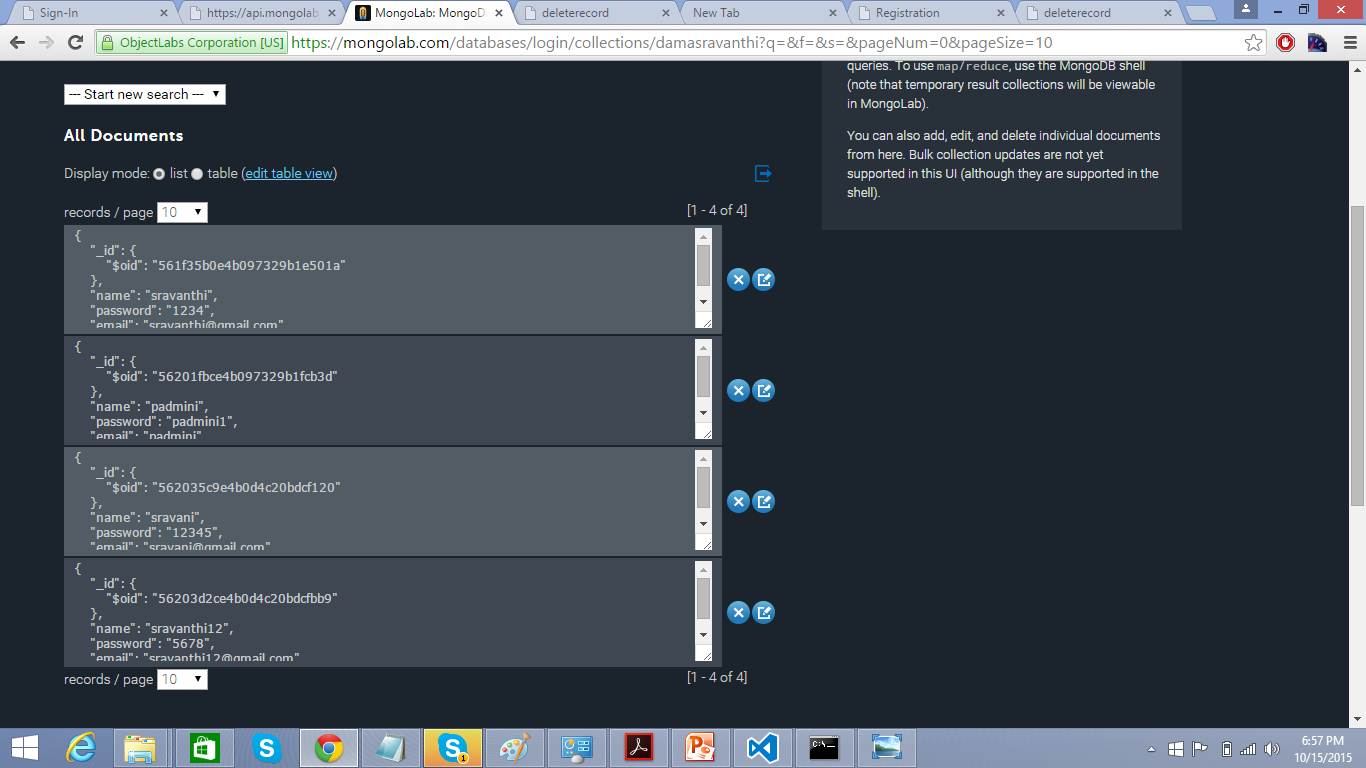 Sign-In
https://api.mongolab
MongoLab: MongoD
deleterecord
New Tab
Registration
deleterecord
ObjectLabs Corporation [US]
https://mongolab.com/databases/login/collections/damasravanthi?q=&f=&s=&pageNum=0&pageSize=10
queries. To use map/reduce, use the MongoDB shell
(note that temporary result collections will be viewable
in MongoLab).
You can also add, edit, and delete individual documents
from here. Bulk collection updates are not yet
supported in this UI (although they are supported in the
shell).
--- Start new search ---
All Documents
Display mode: list table (edit table view)
records / page 10
[1 - 4 of 4]
{
"_id": {
"$oid": "561f35b0e4b097329b1e501a"
},
"name": "sravanthi",
"password": "1234",
"email": "sravanthi@gmail.com"
{
"_id": {
"$oid": "56201fbce4b097329b1fcb3d"
},
"name": "padmini",
"password": "padmini1",
"email": "padmini"
{
"_id": {
"$oid": "562035c9e4b0d4c20bdcf120"
},
"name": "sravani",
"password": "12345",
"email": "sravani@gmail.com"
{
"_id": {
"$oid": "56203d2ce4b0d4c20bdcfbb9"
},
"name": "sravanthi12",
"password": "5678",
"email": "sravanthi12@gmail.com"
records / page 10
[1 - 4 of 4]
6:57 PM
10/15/2015